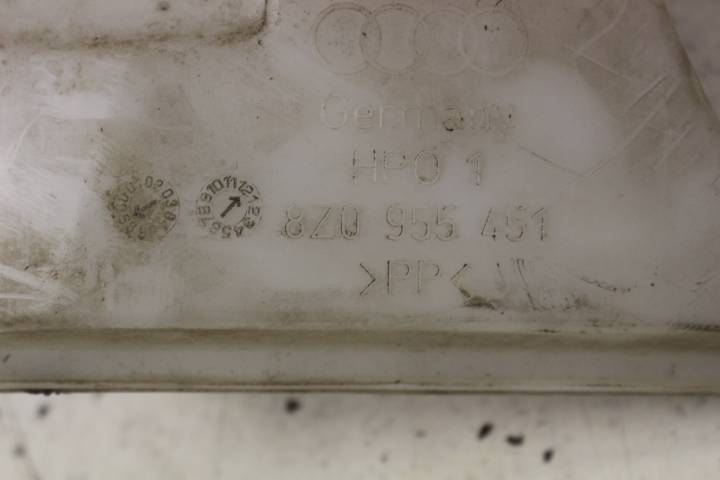 Germany
HPO 1
8Z0 955 451
>PP<